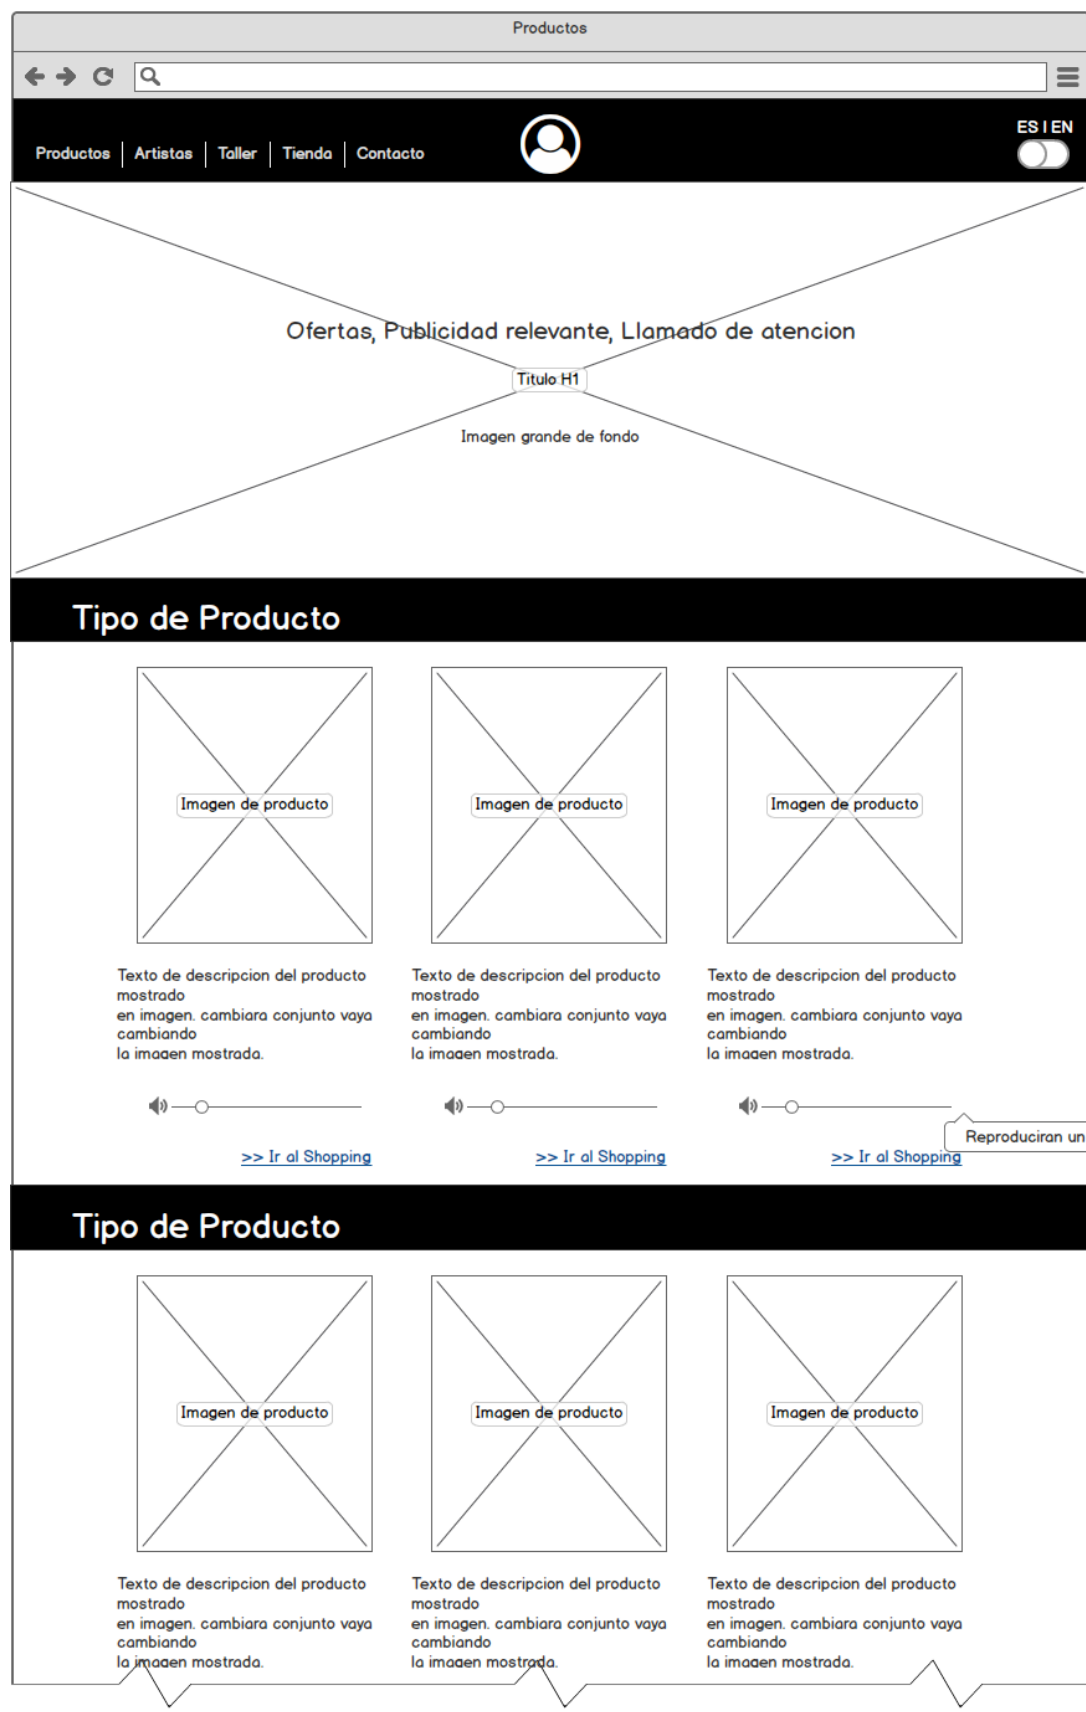 Productos
Productos Artistas Taller Tienda Contacto
ES I EN
Ofertas, Publicidad relevante, Llamado de atencion
Titulo H1
Imagen grande de fondo
Tipo de Producto
Imagen de producto Imagen de producto Imagen de producto
Texto de descripcion del producto Texto de descripcion del producto Texto de descripcion del producto
mostrado mostrado mostrado
en imagen. cambiara conjunto vaya en imagen. cambiara conjunto vaya en imagen. cambiara conjunto vaya
cambiando cambiando cambiando
la imagen mostrada. la imagen mostrada. la imagen mostrada.
Reproduciran un
>> Ir al Shopping >> Ir al Shopping >> Ir al Shopping
Tipo de Producto
Imagen de producto Imagen de producto Imagen de producto
Texto de descripcion del producto Texto de descripcion del producto Texto de descripcion del producto
mostrado mostrado mostrado
en imagen. cambiara conjunto vaya en imagen. cambiara conjunto vaya en imagen. cambiara conjunto vaya
cambiando cambiando cambiando
la imagen mostrada. la imagen mostrada. la imagen mostrada.